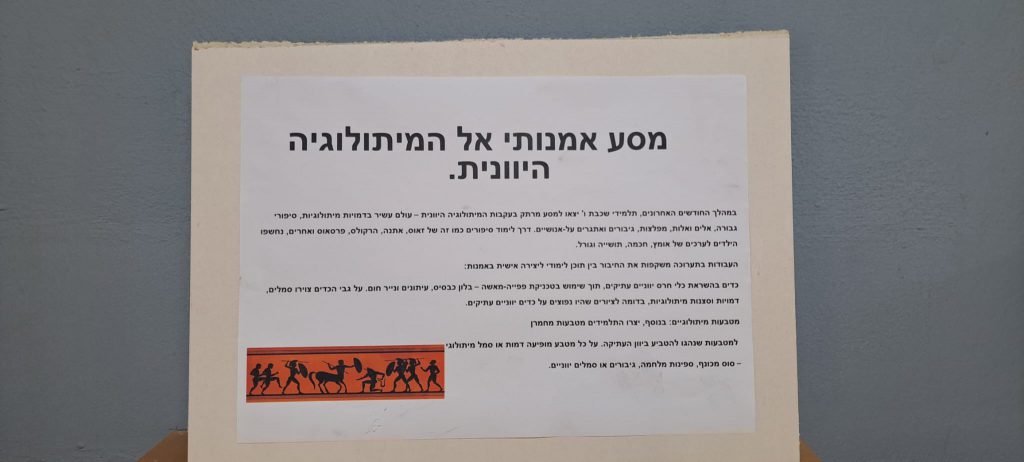 מסע אמנותי אל המיתולוגיה
היוונית.
במהלך החודשים האחרונים, תלמידי שכבת ו' יצאו למסע מרתק בעקבות המיתולוגיה היוונית – עולם עשיר בדמויות מיתולוגיות, סיפורי
גבורה, אלים ואלות, מפלצות, גיבורים ואתגרים על-אנושיים. דרך לימוד סיפורים כמו זה של זאוס, אתנה, הרקולס, פרסאוס ואחרים, נחשפו
הילדים לערכים של אומץ, חכמה, תושייה וגורל.
העבודות בתערוכה משקפות את החיבור בין תוכן לימודי ליצירה אישית באמנות:
כדים בהשראת כלי חרס יווניים עתיקים, תוך שימוש בטכניקת פפייה-מאשה – בלון כבסיס, עיתונים ונייר חום. על גבי הכדים צוירו סמלים,
דמויות וסצנות מיתולוגיות, בדומה לציורים שהיו נפוצים על כדים יווניים עתיקים.
מטבעות מיתולוגיים: בנוסף, יצרו התלמידים מטבעות מחמרן
למטבעות שנהגו להטביע ביוון העתיקה. על כל מטבע מופיעה דמות או סמל מיתולוגי
– סוס מכונף, ספינות מלחמה, גיבורים או סמלים יווניים.